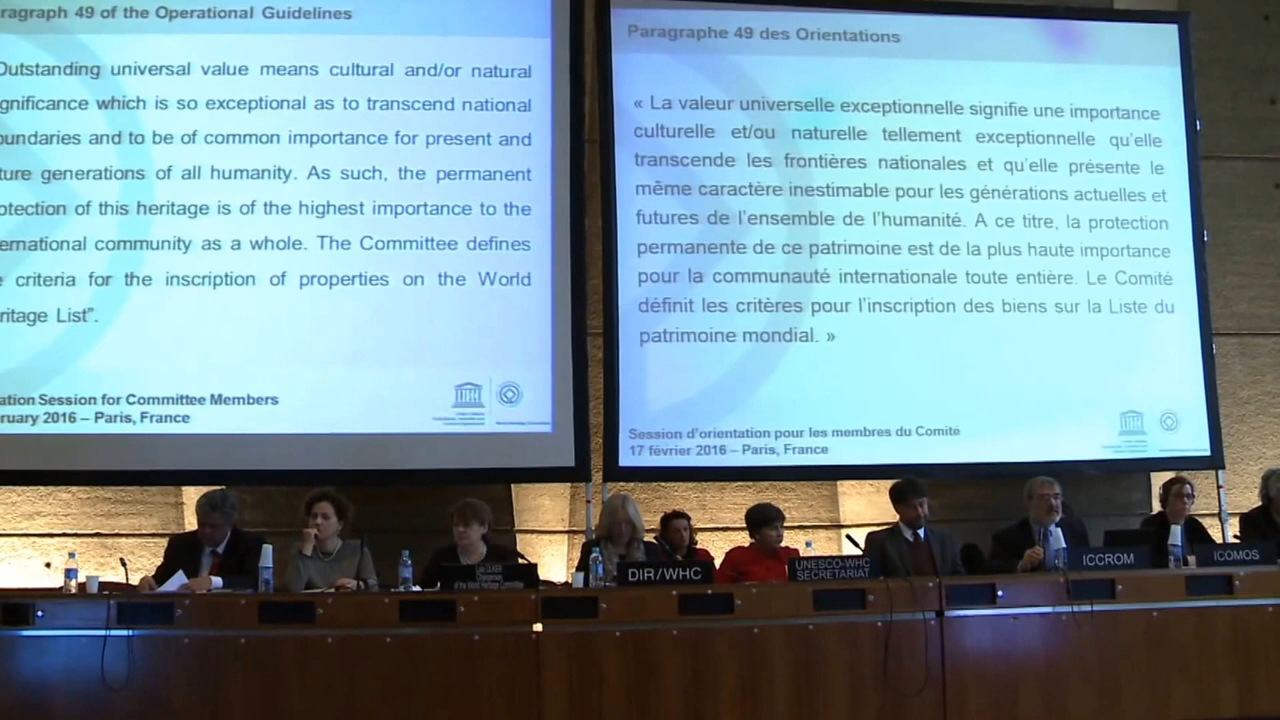 ragraph 49 of the Operational Guidelines
Outstanding universal value means cultural and/or natural
gnificance which is so exceptional as to transcend national
undaries and to be of common importance for present and
ture generations of all humanity. As such, the permanent
otection of this heritage is of the highest importance to the
ernational community as a whole. The Committee defines
e criteria for the inscription of properties on the World
ritage List".
ation Session for Committee Members
ruary 2016 – Paris, France
Paragraphe 49 des Orientations
« La valeur universelle exceptionnelle signifie une importance
culturelle et/ou naturelle tellement exceptionnelle qu'elle
transcende les frontières nationales et qu'elle présente le
même caractère inestimable pour les générations actuelles et
futures de l'ensemble de l'humanité. A ce titre, la protection
permanente de ce patrimoine est de la plus haute importance
pour la communauté internationale toute entière. Le Comité
définit les critères pour l'inscription des biens sur la Liste du
patrimoine mondial. »
Session d'orientation pour les membres du Comité
17 février 2016 – Paris, France
Chairperson
of the World Heritage Committee
DIR/WHC
UNESCO-WHC
SECRETARIAT
ICCROM
ICOMOS